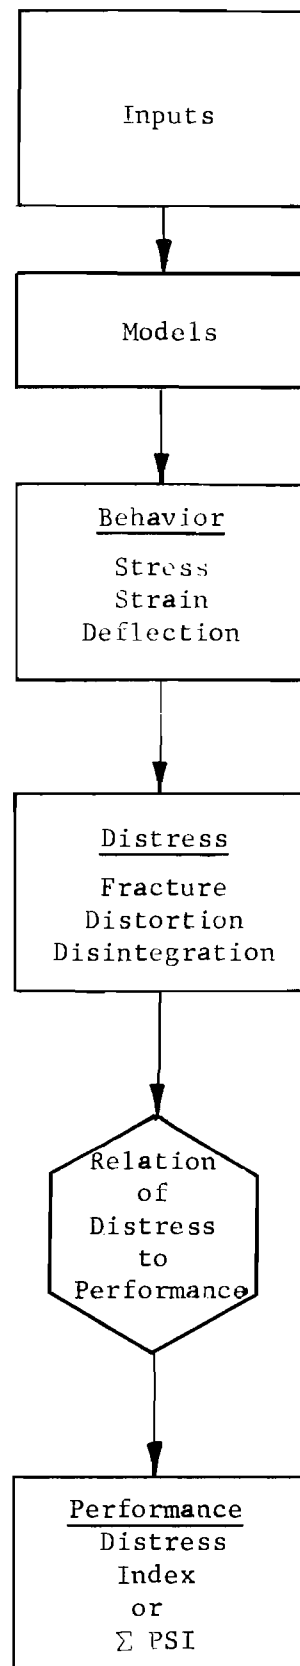 Inputs
Models
Behavior
Stress
Strain
Deflection
Distress
Fracture
Distortion
Disintegration
Relation
of
Distress
to
Performance
Performance
Distress
Index
or
Σ PSI